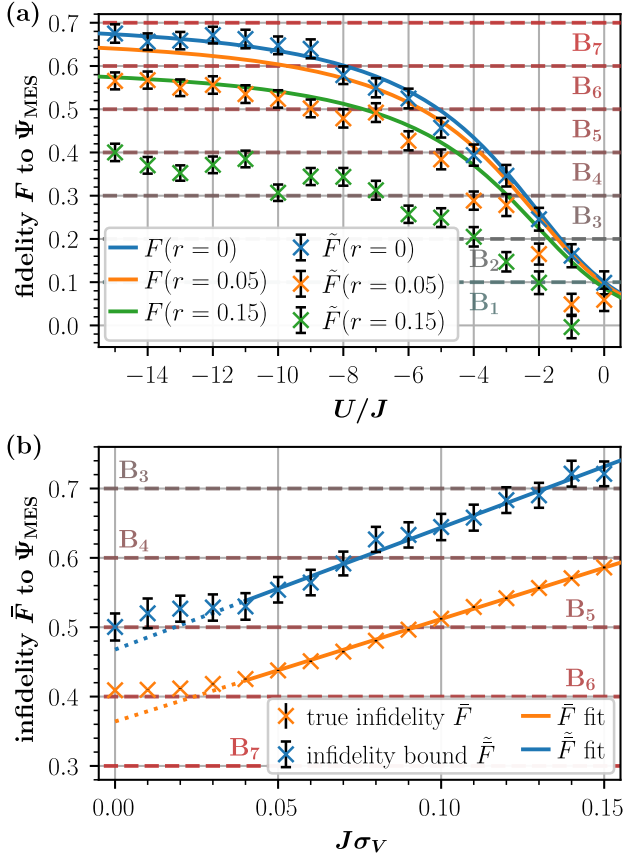 (a)
fidelity F to Ψ_MES
0.7
0.6
0.5
0.4
0.3
0.2
0.1
0.0
B₇
B₆
B₅
B₄
B₃
B₂
B₁
F(r = 0)
F(r = 0.05)
F(r = 0.15)
F̃(r = 0)
F̃(r = 0.05)
F̃(r = 0.15)
−14 −12 −10 −8 −6 −4 −2 0
U/J
(b)
infidelity F̄ to Ψ_MES
0.7
0.6
0.5
0.4
0.3
B₃
B₄
B₅
B₆
B₇
true infidelity F̄
infidelity bound F̄̃
F̄ fit
F̄̃ fit
0.00 0.05 0.10 0.15
Jσ_V